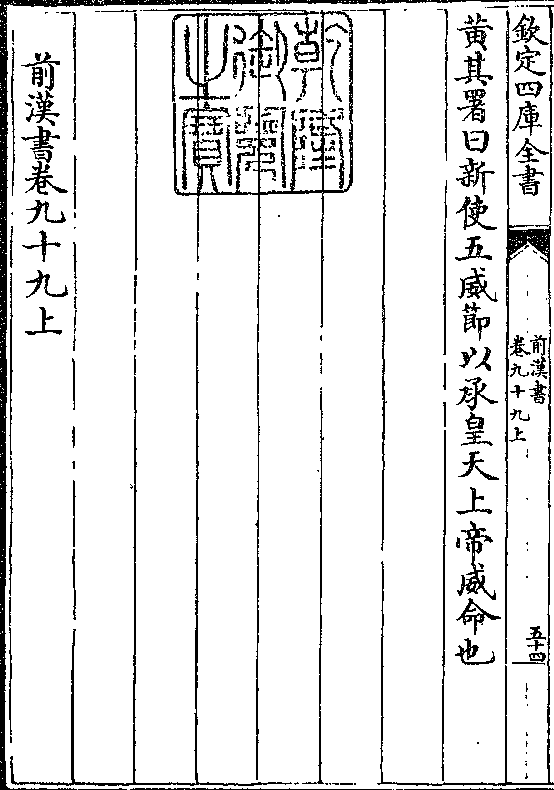 欽定四庫全書
前漢書
卷九十九上
五十四
黄其署曰新使五威節以承皇天上帝威命也
乾隆御覽之寶
前漢書卷九十九上